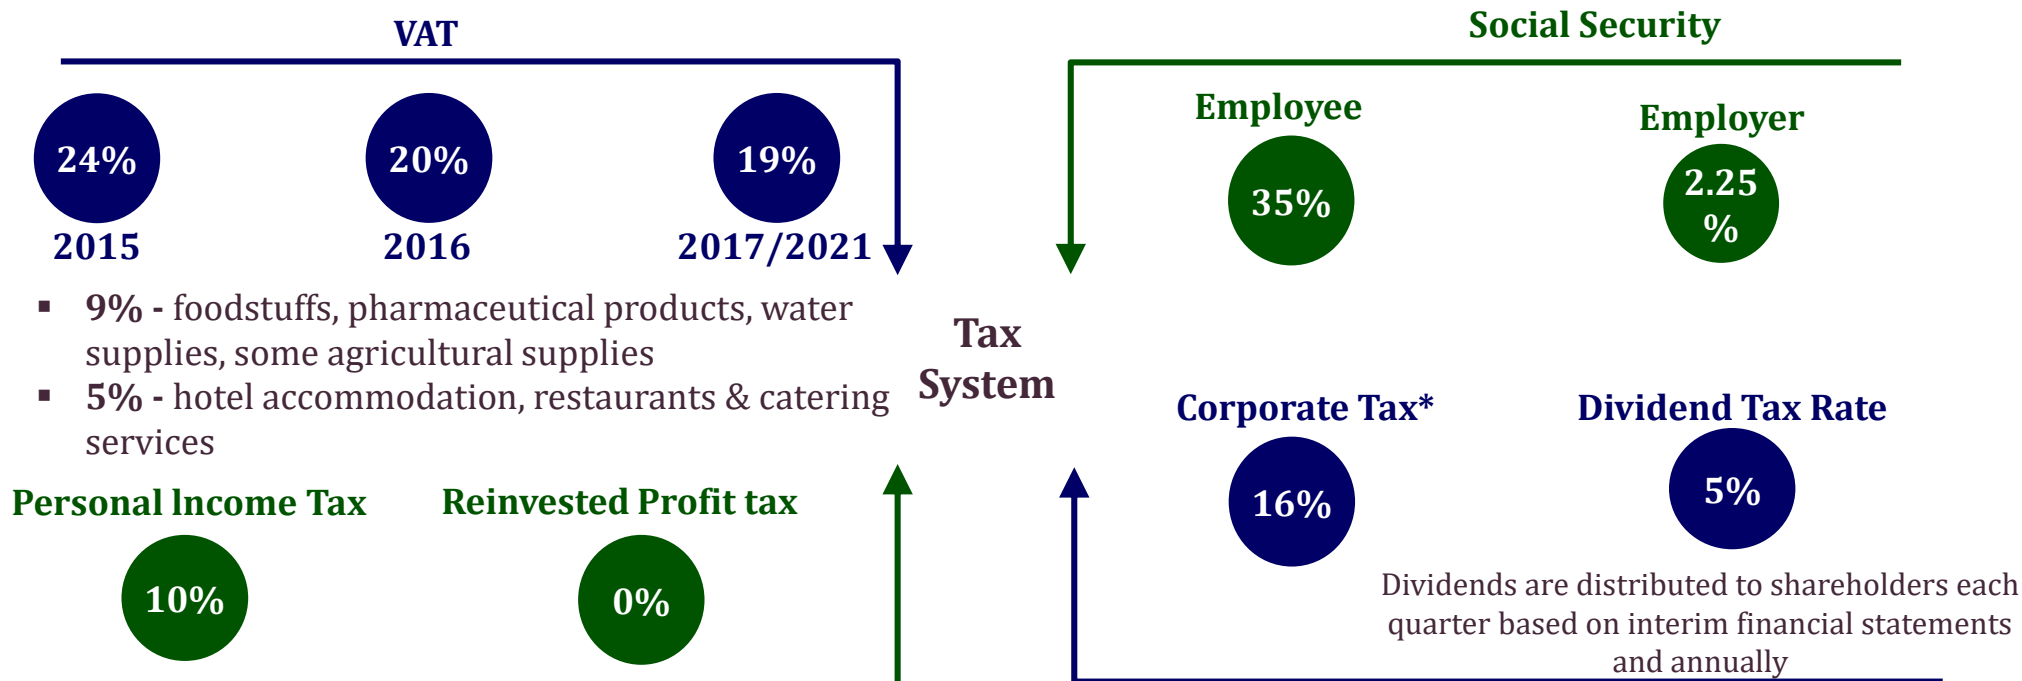 VAT
24%
20%
19%
2015
2016
2017/2021
▪ 9% - foodstuffs, pharmaceutical products, water
supplies, some agricultural supplies
▪ 5% - hotel accommodation, restaurants & catering
services
Social Security
Employee
Employer
35%
2.25
%
Tax
System
Personal Income Tax
Reinvested Profit tax
10%
0%
Corporate Tax*
Dividend Tax Rate
16%
5%
Dividends are distributed to shareholders each
quarter based on interim financial statements
and annually